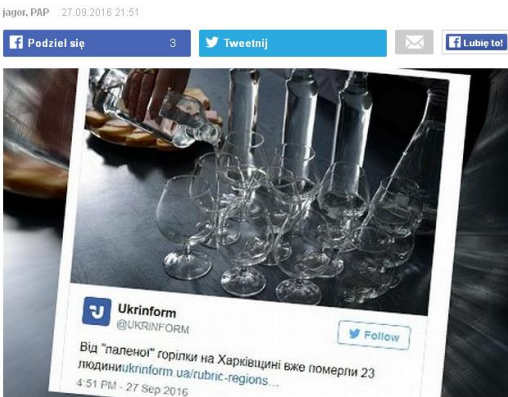 jagor, PAP 27.09.2016 21:51
Podziel się 3
Tweetnij
Lubię to!
Ukrinform
@UKRINFORM
Follow
Від "паленої" горілки на Харківщині вже померли 23
людиниukrinform.ua/rubric-regions…
4:51 PM - 27 Sep 2016